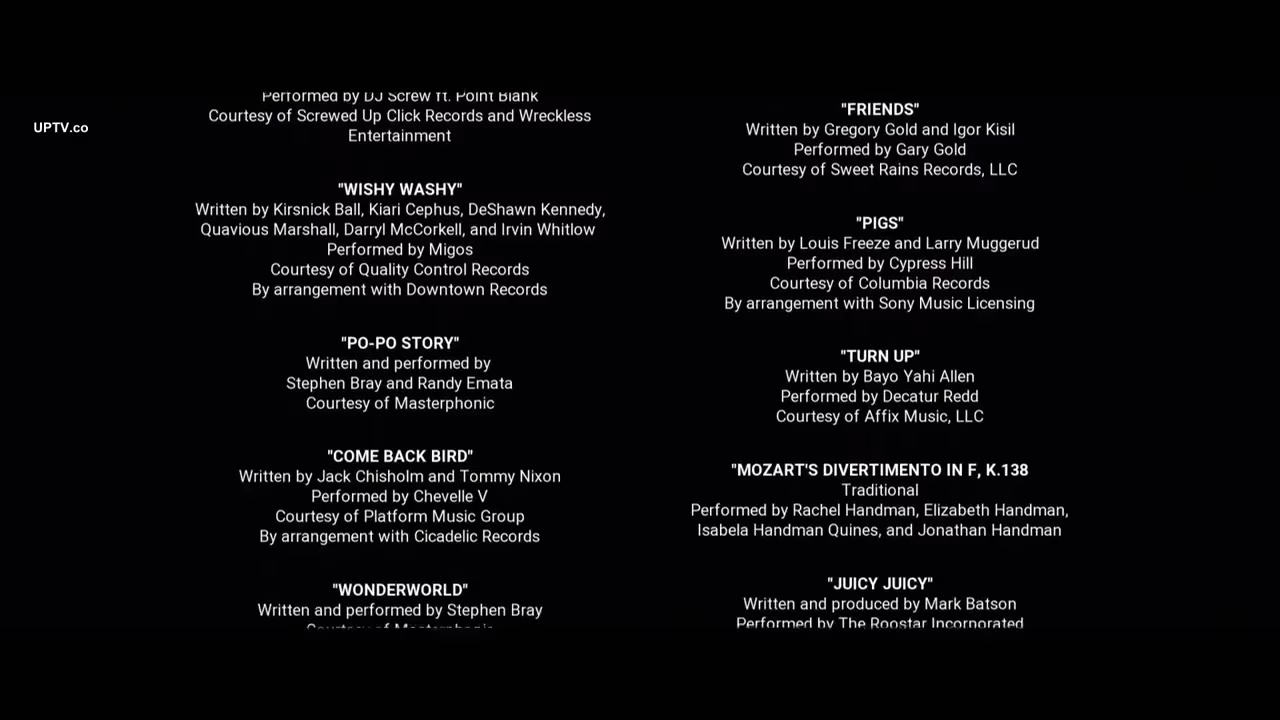 UPTV.co
Performed by DJ Screw ft. Point Blank
Courtesy of Screwed Up Click Records and Wreckless
Entertainment
"WISHY WASHY"
Written by Kirsnick Ball, Kiari Cephus, DeShawn Kennedy,
Quavious Marshall, Darryl McCorkell, and Irvin Whitlow
Performed by Migos
Courtesy of Quality Control Records
By arrangement with Downtown Records
"PO-PO STORY"
Written and performed by
Stephen Bray and Randy Emata
Courtesy of Masterphonic
"COME BACK BIRD"
Written by Jack Chisholm and Tommy Nixon
Performed by Chevelle V
Courtesy of Platform Music Group
By arrangement with Cicadelic Records
"WONDERWORLD"
Written and performed by Stephen Bray
Courtesy of Masterphonic
"FRIENDS"
Written by Gregory Gold and Igor Kisil
Performed by Gary Gold
Courtesy of Sweet Rains Records, LLC
"PIGS"
Written by Louis Freeze and Larry Muggerud
Performed by Cypress Hill
Courtesy of Columbia Records
By arrangement with Sony Music Licensing
"TURN UP"
Written by Bayo Yahi Allen
Performed by Decatur Redd
Courtesy of Affix Music, LLC
"MOZART'S DIVERTIMENTO IN F, K.138
Traditional
Performed by Rachel Handman, Elizabeth Handman,
Isabela Handman Quines, and Jonathan Handman
"JUICY JUICY"
Written and produced by Mark Batson
Performed by The Roostar Incorporated